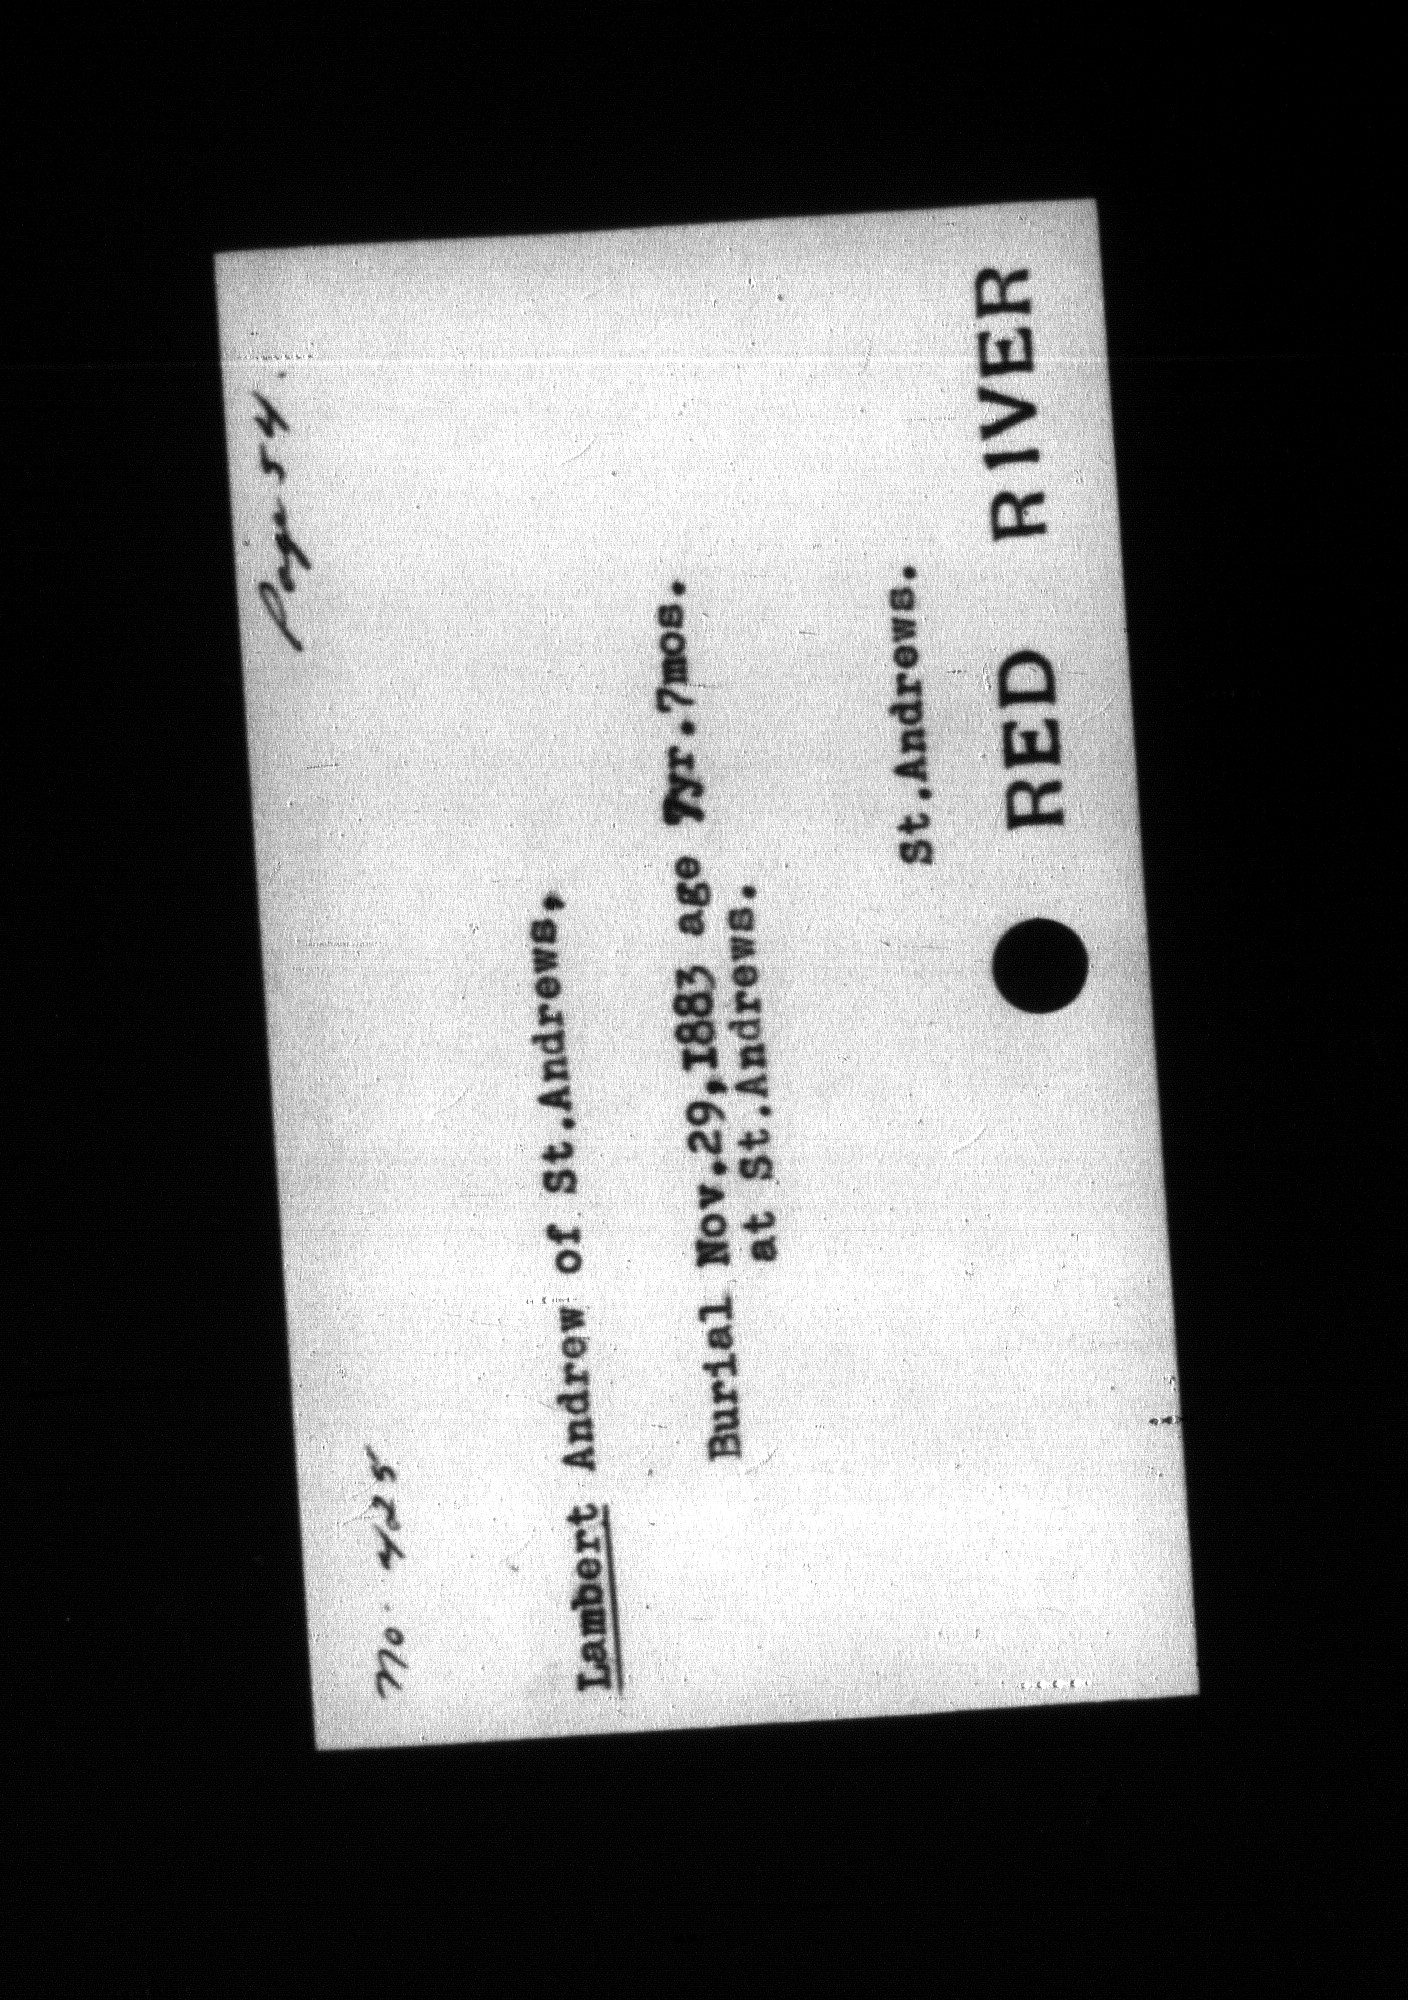 Page 54.
No. 425
Lambert Andrew of St.Andrews,
Burial Nov.29,1883 age 7yr.7mos.
at St.Andrews.
St.Andrews.
RED RIVER